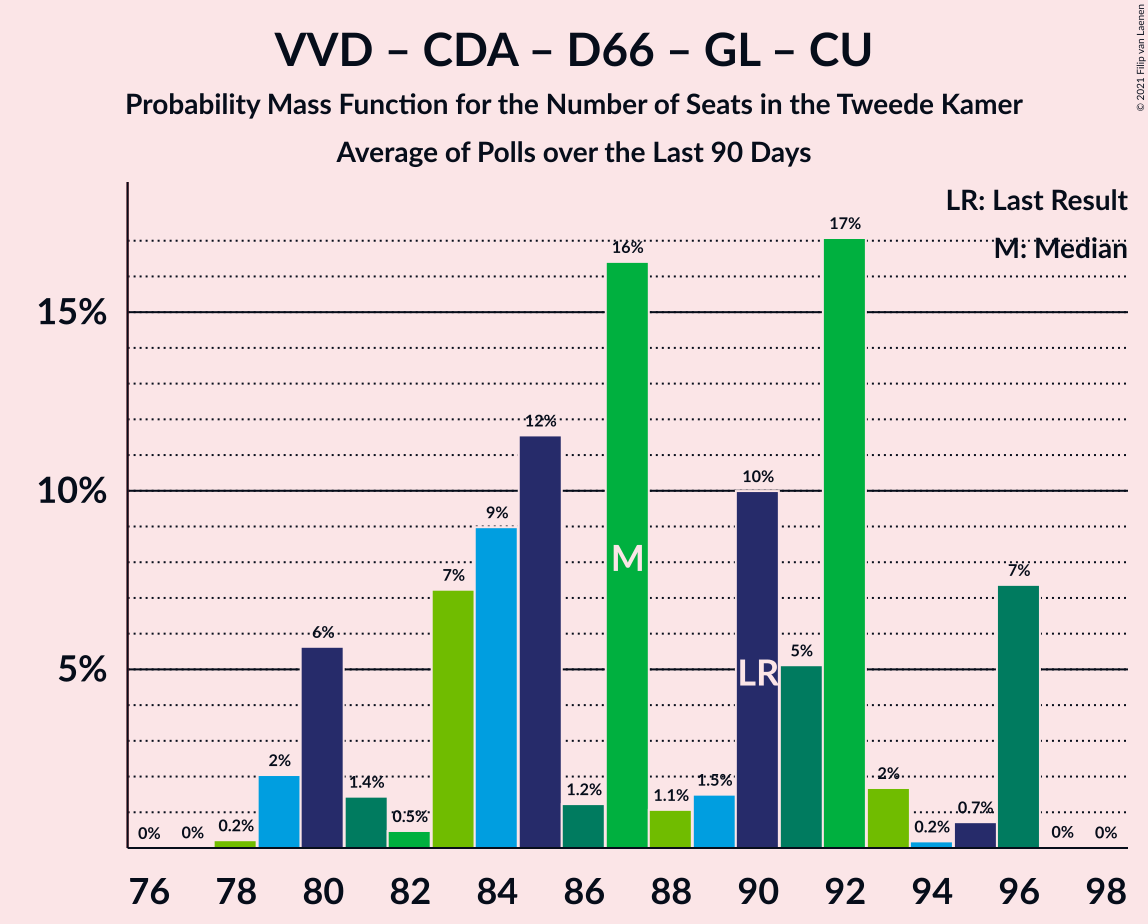 VVD – CDA – D66 – GL – CU
Probability Mass Function for the Number of Seats in the Tweede Kamer
Average of Polls over the Last 90 Days
© 2021 Filip van Laenen
LR: Last Result
M: Median
15%
10%
5%
0%
0%
0.2%
2%
6%
1.4%
0.5%
7%
9%
12%
1.2%
16%
1.1%
1.5%
10%
5%
17%
2%
0.2%
0.7%
7%
0%
0%
M
LR
76 78 80 82 84 86 88 90 92 94 96 98